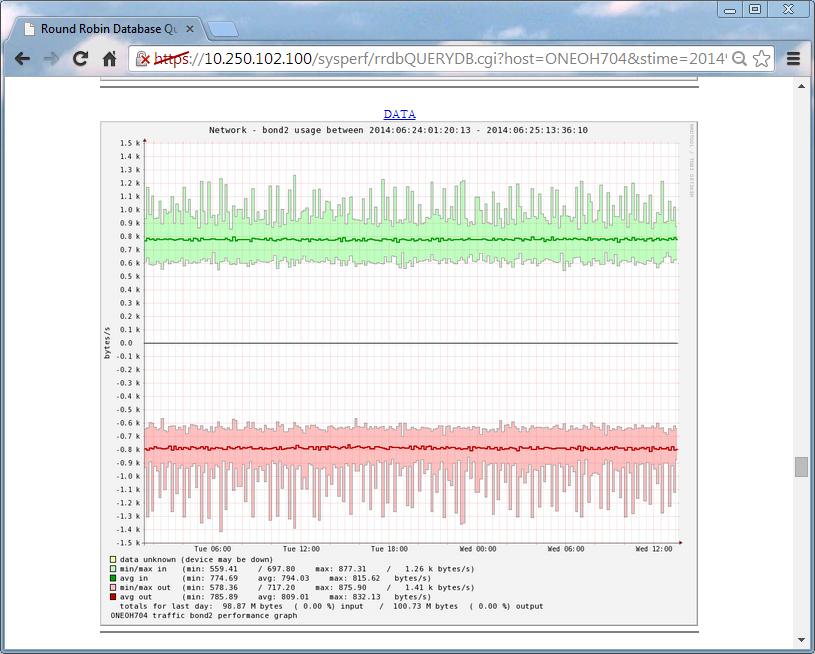 Round Robin Database Qu
https://10.250.102.100/sysperf/rrdbQUERYDB.cgi?host=ONEOH704&stime=2014
DATA
Network - bond2 usage between 2014:06:24:01:20:13 - 2014:06:25:13:36:10
RRDTOOL / TOBI OETIKER
bytes/s
1.5 k
1.4 k
1.3 k
1.2 k
1.1 k
1.0 k
0.9 k
0.8 k
0.7 k
0.6 k
0.5 k
0.4 k
0.3 k
0.2 k
0.1 k
0.0
-0.1 k
-0.2 k
-0.3 k
-0.4 k
-0.5 k
-0.6 k
-0.7 k
-0.8 k
-0.9 k
-1.0 k
-1.1 k
-1.2 k
-1.3 k
-1.4 k
-1.5 k
Tue 06:00 Tue 12:00 Tue 18:00 Wed 00:00 Wed 06:00 Wed 12:00
data unknown (device may be down)
min/max in (min: 559.41 / 697.80 max: 877.31 / 1.26 k bytes/s)
avg in (min: 774.69 avg: 794.03 max: 815.62 bytes/s)
min/max out (min: 578.36 / 717.20 max: 875.90 / 1.41 k bytes/s)
avg out (min: 785.89 avg: 809.01 max: 832.13 bytes/s)
totals for last day: 98.87 M bytes ( 0.00 %) input / 100.73 M bytes ( 0.00 %) output
ONEOH704 traffic bond2 performance graph